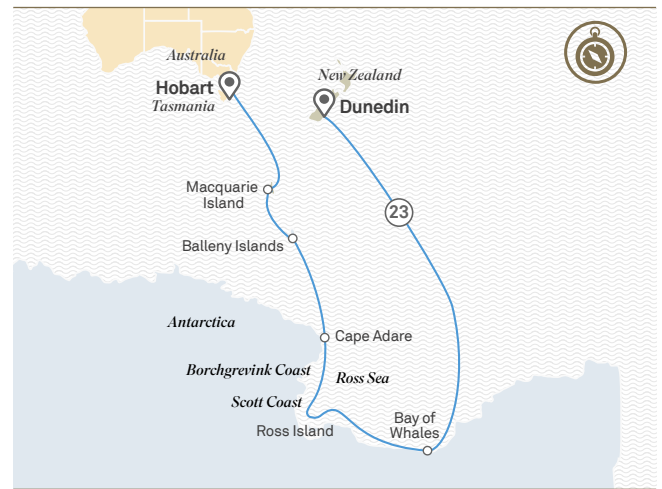 Australia
New Zealand
Hobart
Tasmania
Dunedin
Macquarie
Island
23
Balleny Islands
Antarctica
Cape Adare
Borchgrevink Coast
Ross Sea
Scott Coast
Ross Island
Bay of
Whales